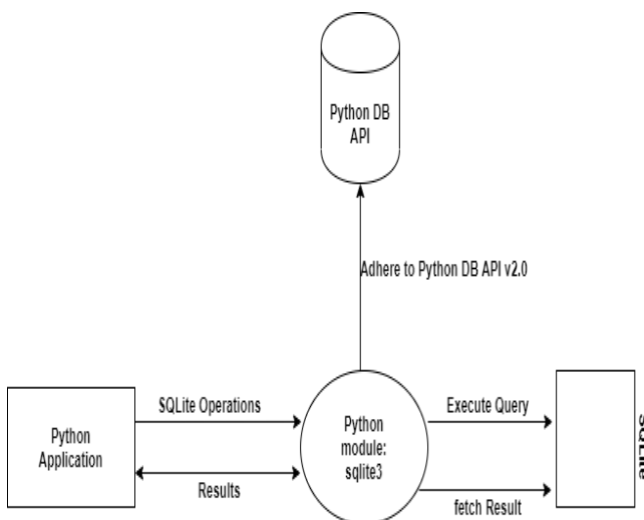 Python DB
API
Adhere to Python DB API v2.0
SQLite Operations
Execute Query
Python
Application
Python
module:
sqlite3
SQLite
Results
fetch Result